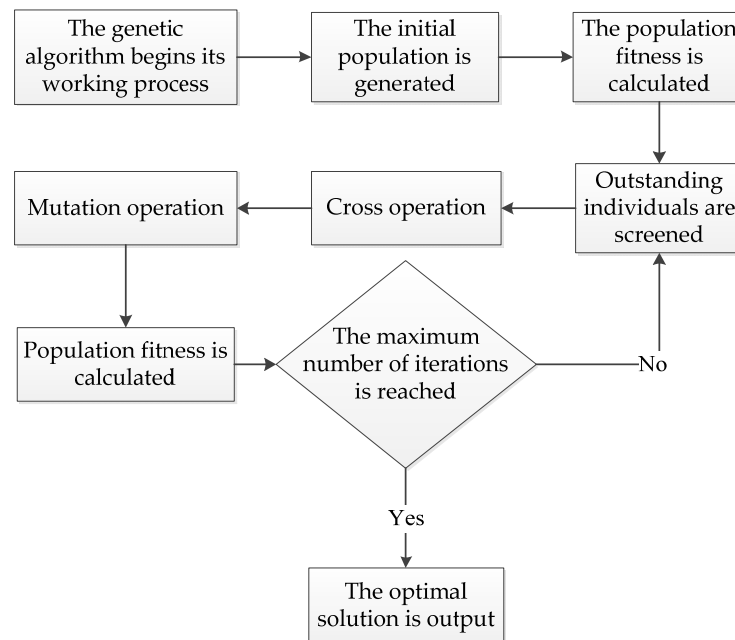 The genetic
algorithm begins its
working process
The initial
population is
generated
The population
fitness is
calculated
Outstanding
individuals are
screened
Cross operation
Mutation operation
Population fitness is
calculated
The maximum
number of iterations
is reached
No
Yes
The optimal
solution is output